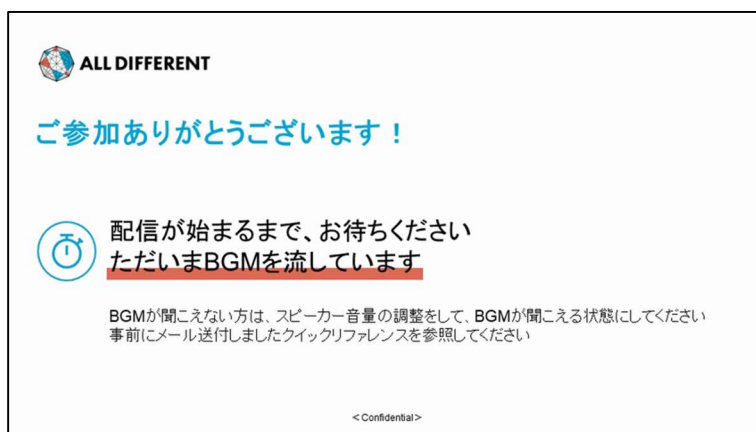 ALL DIFFERENT
ご参加ありがとうございます！
配信が始まるまで、お待ちください
ただいまBGMを流しています
BGMが聞こえない方は、スピーカー音量の調整をして、BGMが聞こえる状態にしてください
事前にメール送付しましたクイックリファレンスを参照してください
＜Confidential＞